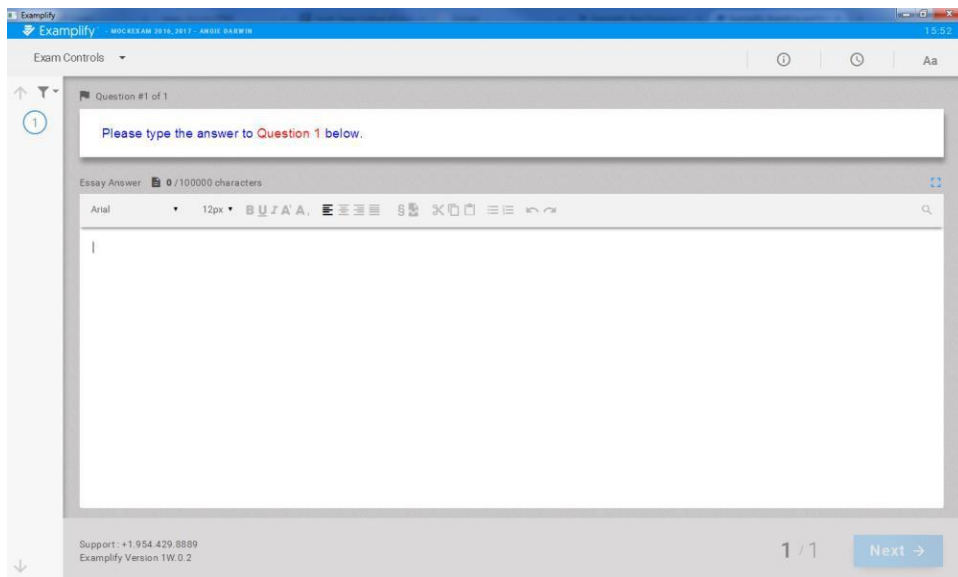 Examplify
Examplify - MOCKEXAM 2016_2017 - ANGIE DARWIN 15:52
Exam Controls Aa
Question #1 of 1
1
Please type the answer to Question 1 below.
Essay Answer 0 /100000 characters
Arial 12px B U I A A §
Support: +1.954.429.8889
Examplify Version 1W.0.2
1 / 1 Next →